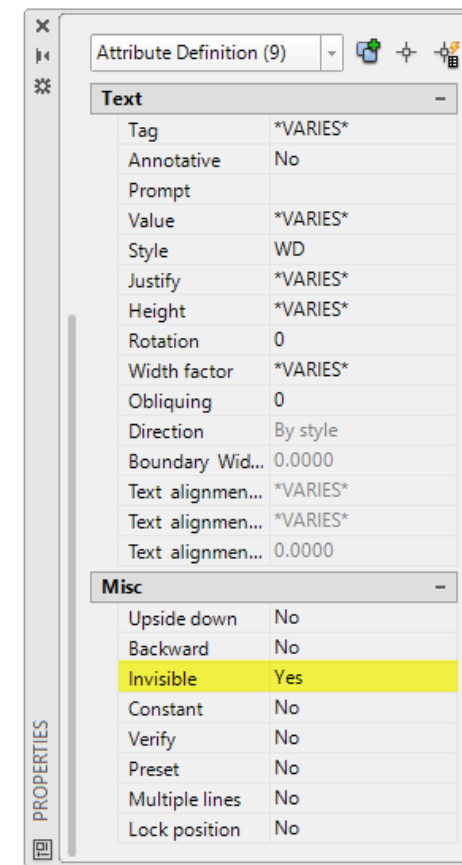 Attribute Definition (9)
Text
Tag *VARIES*
Annotative No
Prompt
Value *VARIES*
Style WD
Justify *VARIES*
Height *VARIES*
Rotation 0
Width factor *VARIES*
Obliquing 0
Direction By style
Boundary Wid... 0.0000
Text alignmen... *VARIES*
Text alignmen... *VARIES*
Text alignmen... 0.0000
Misc
Upside down No
Backward No
Invisible Yes
Constant No
Verify No
Preset No
Multiple lines No
Lock position No
PROPERTIES